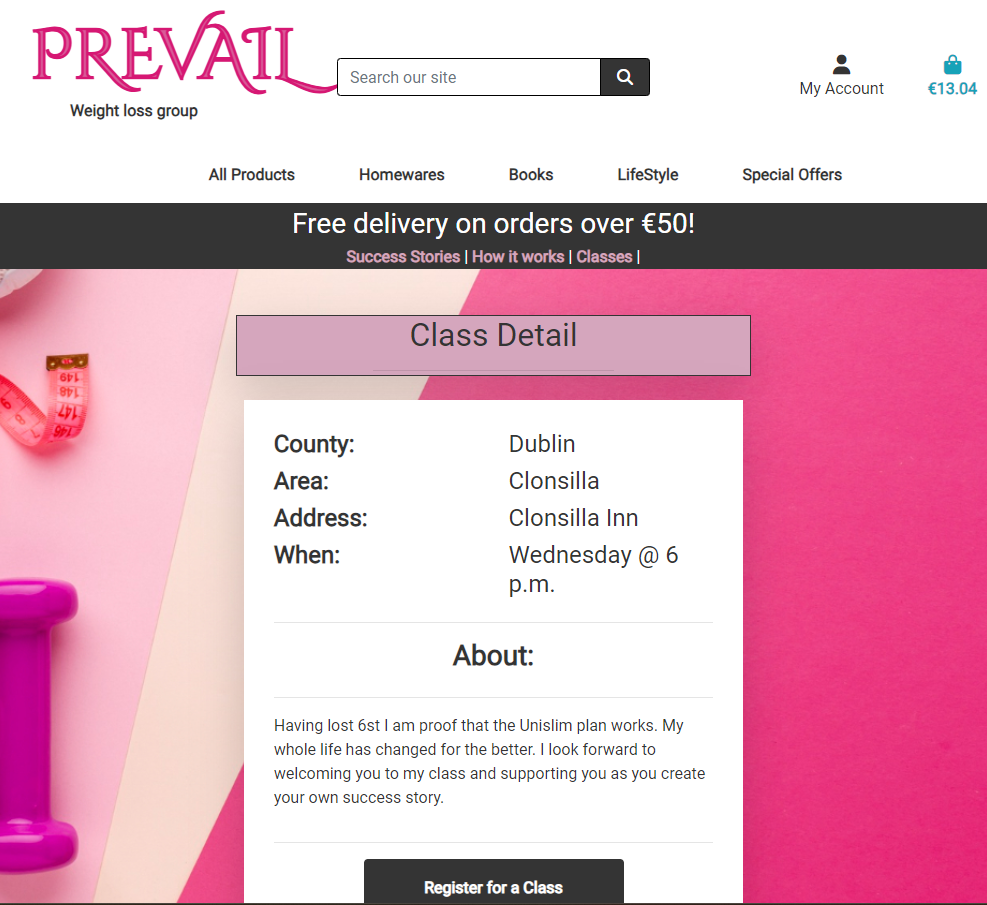 PREVAIL
Weight loss group
Search our site
My Account
€13.04
All Products
Homewares
Books
LifeStyle
Special Offers
Free delivery on orders over €50!
Success Stories | How it works | Classes |
Class Detail
149
148
147
146
County: Dublin
Area: Clonsilla
Address: Clonsilla Inn
When: Wednesday @ 6
p.m.
About:
Having lost 6st I am proof that the Unislim plan works. My
whole life has changed for the better. I look forward to
welcoming you to my class and supporting you as you create
your own success story.
Register for a Class